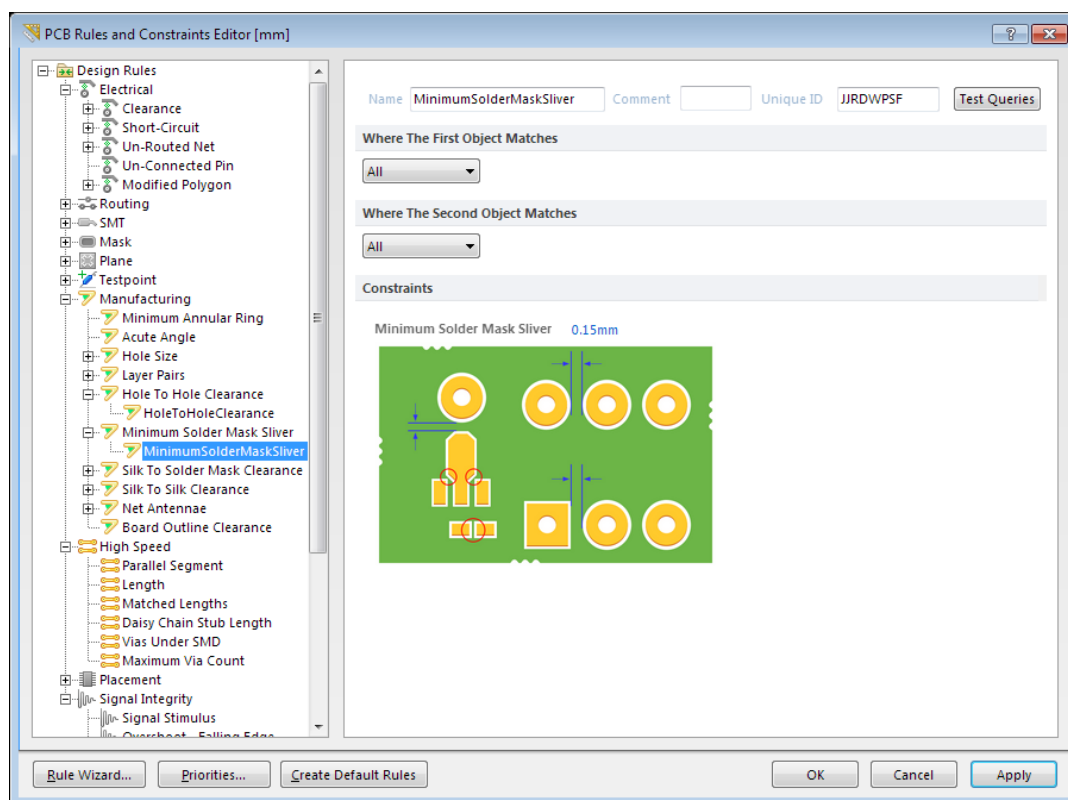 PCB Rules and Constraints Editor [mm]
Design Rules
Electrical
Clearance
Short-Circuit
Un-Routed Net
Un-Connected Pin
Modified Polygon
Routing
SMT
Mask
Plane
Testpoint
Manufacturing
Minimum Annular Ring
Acute Angle
Hole Size
Layer Pairs
Hole To Hole Clearance
HoleToHoleClearance
Minimum Solder Mask Sliver
MinimumSolderMaskSliver
Silk To Solder Mask Clearance
Silk To Silk Clearance
Net Antennae
Board Outline Clearance
High Speed
Parallel Segment
Length
Matched Lengths
Daisy Chain Stub Length
Vias Under SMD
Maximum Via Count
Placement
Signal Integrity
Signal Stimulus
Overshoot - Falling Edge
Name MinimumSolderMaskSliver Comment Unique ID JJRDWPSF Test Queries
Where The First Object Matches
All
Where The Second Object Matches
All
Constraints
Minimum Solder Mask Sliver 0.15mm
Rule Wizard... Priorities... Create Default Rules OK Cancel Apply